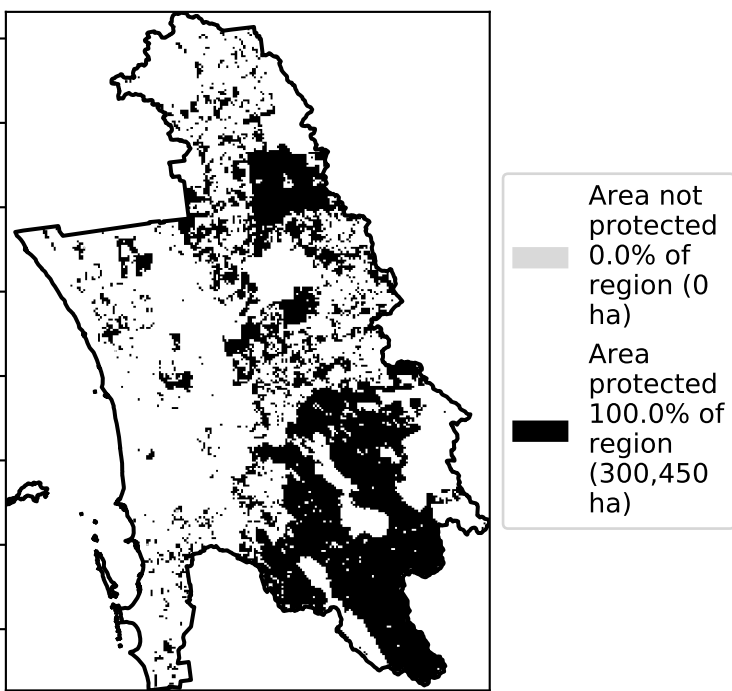 Area not
protected
0.0% of
region (0
ha)
Area
protected
100.0% of
region
(300,450
ha)